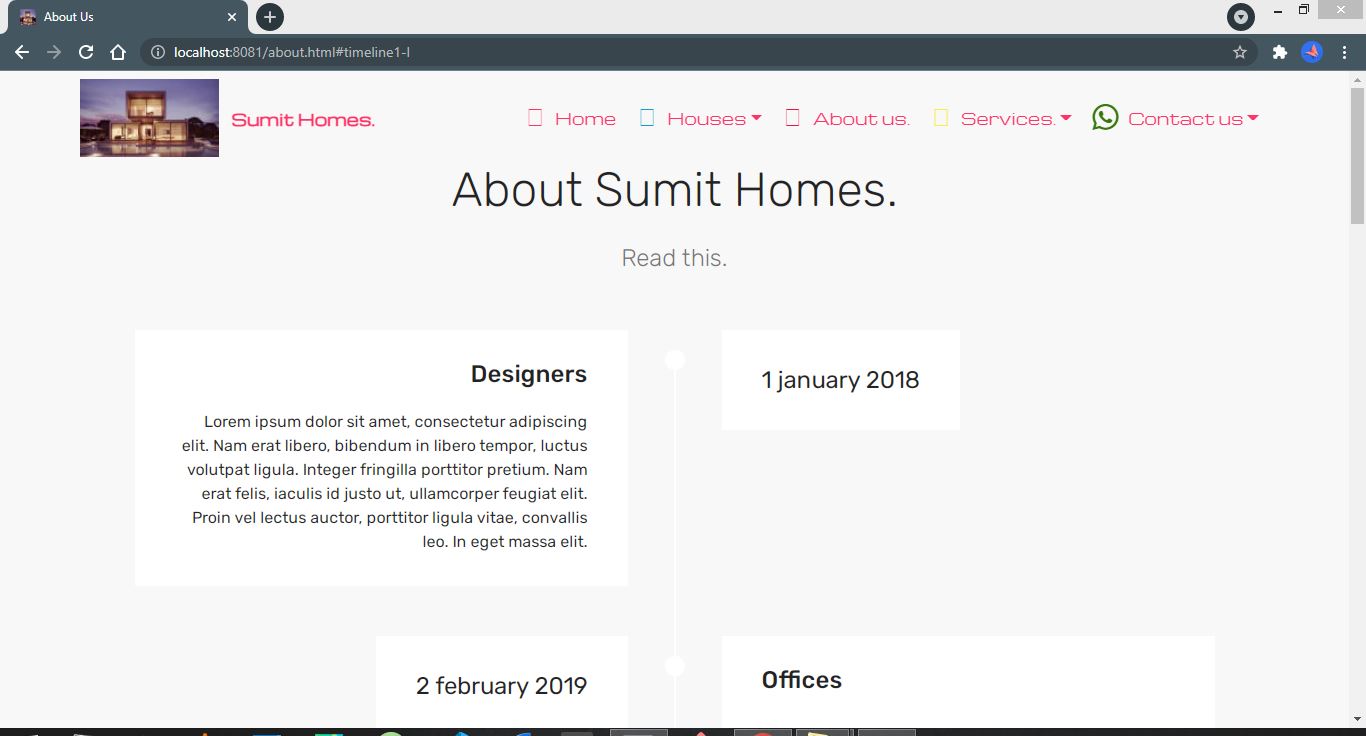 About Us
localhost:8081/about.html#timeline1-l
Sumit Homes.
Home
Houses
About us.
Services.
Contact us
About Sumit Homes.
Read this.
Designers
Lorem ipsum dolor sit amet, consectetur adipiscing
elit. Nam erat libero, bibendum in libero tempor, luctus
volutpat ligula. Integer fringilla porttitor pretium. Nam
erat felis, iaculis id justo ut, ullamcorper feugiat elit.
Proin vel lectus auctor, porttitor ligula vitae, convallis
leo. In eget massa elit.
1 january 2018
2 february 2019
Offices